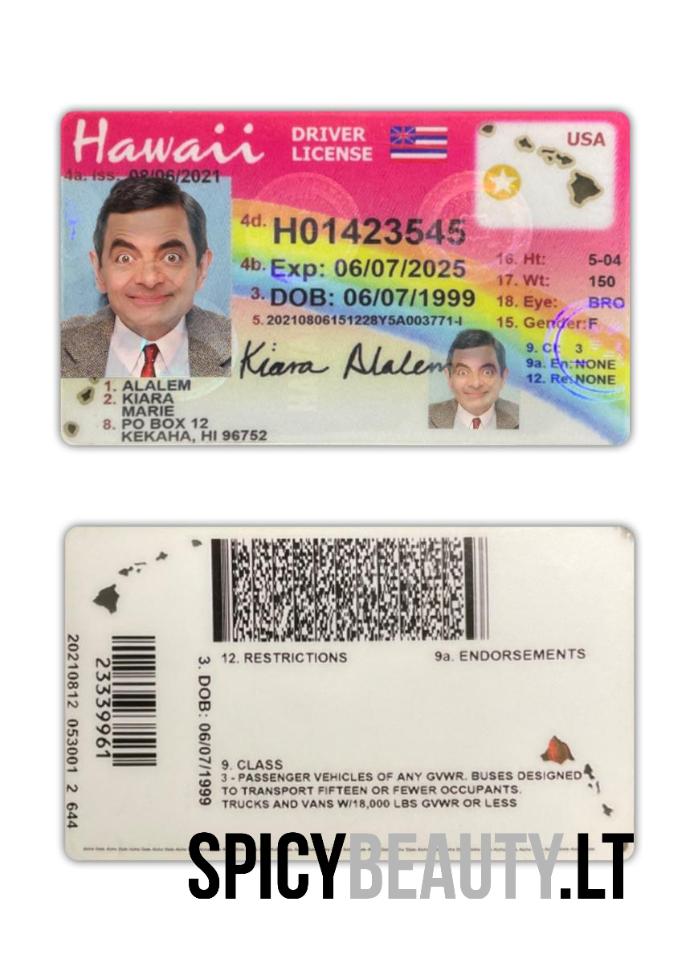 Hawaii
DRIVER
LICENSE
USA
4a. Iss. 08/06/2021
4d. H01423545
4b. Exp: 06/07/2025
3. DOB: 06/07/1999
5. 20210806151228Y5A003771-I
16. Ht: 5-04
17. Wt: 150
18. Eye: BRO
15. Gender: F
9. Cl: 3
9a. En: NONE
12. Re: NONE
Kiara Alalem
1. ALALEM
2. KIARA
MARIE
8. PO BOX 12
KEKAHA, HI 96752
20210812 053001 2 644
23339961
3. DOB: 06/07/1999
12. RESTRICTIONS
9a. ENDORSEMENTS
9. CLASS
3 - PASSENGER VEHICLES OF ANY GVWR. BUSES DESIGNED
TO TRANSPORT FIFTEEN OR FEWER OCCUPANTS.
TRUCKS AND VANS W/18,000 LBS GVWR OR LESS
SPICYBEAUTY.LT